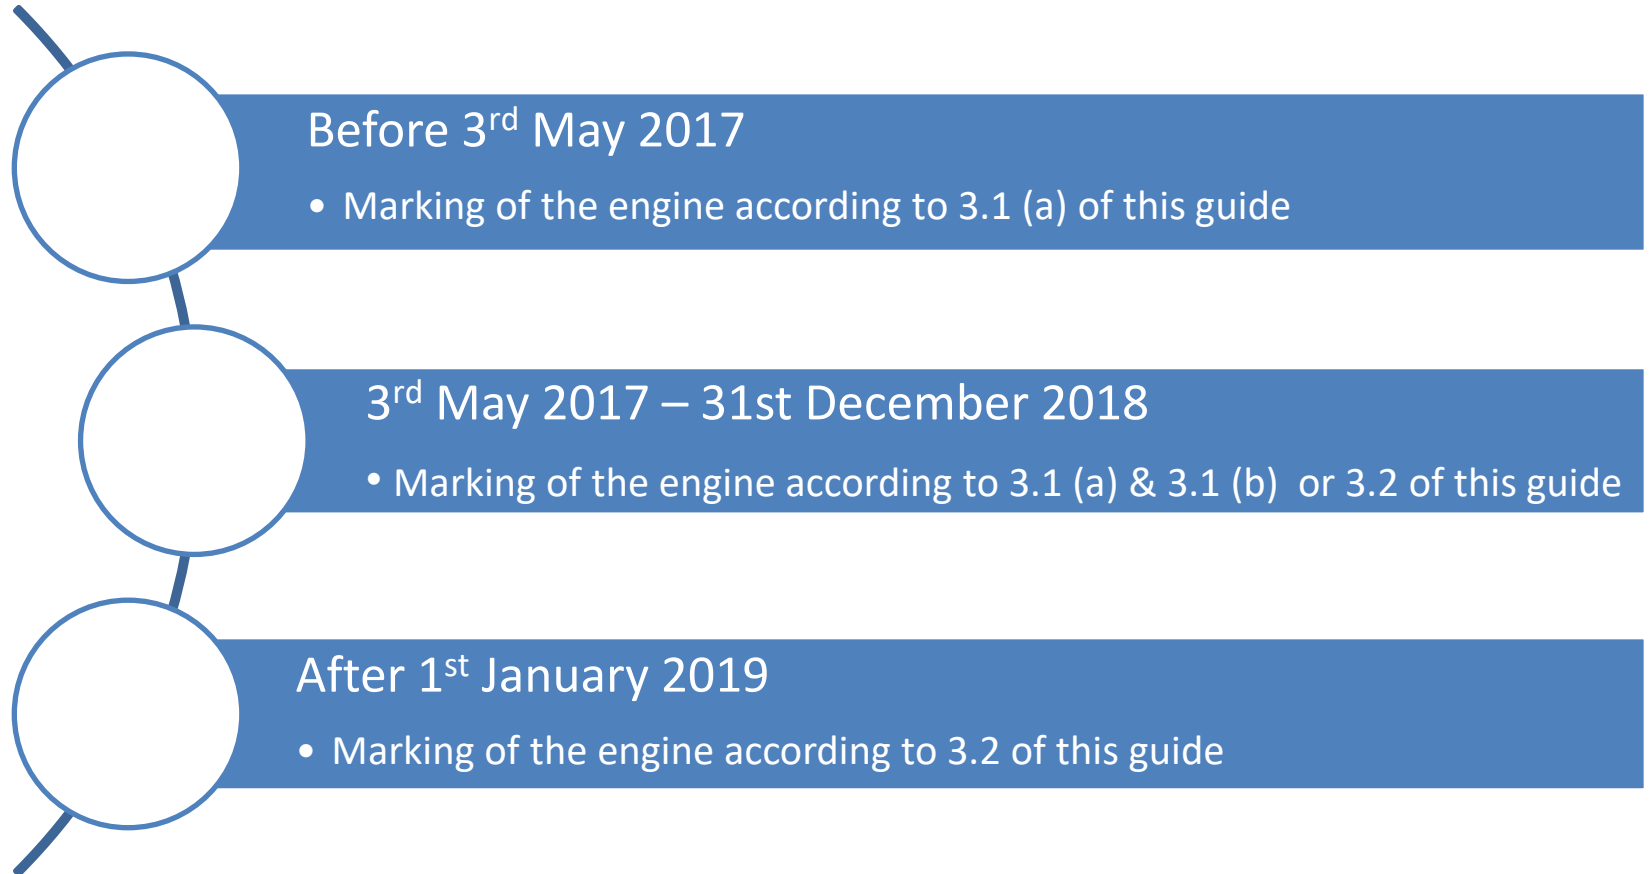 Before 3rd May 2017
• Marking of the engine according to 3.1 (a) of this guide
3rd May 2017 – 31st December 2018
• Marking of the engine according to 3.1 (a) & 3.1 (b)  or 3.2 of this guide
After 1st January 2019
• Marking of the engine according to 3.2 of this guide